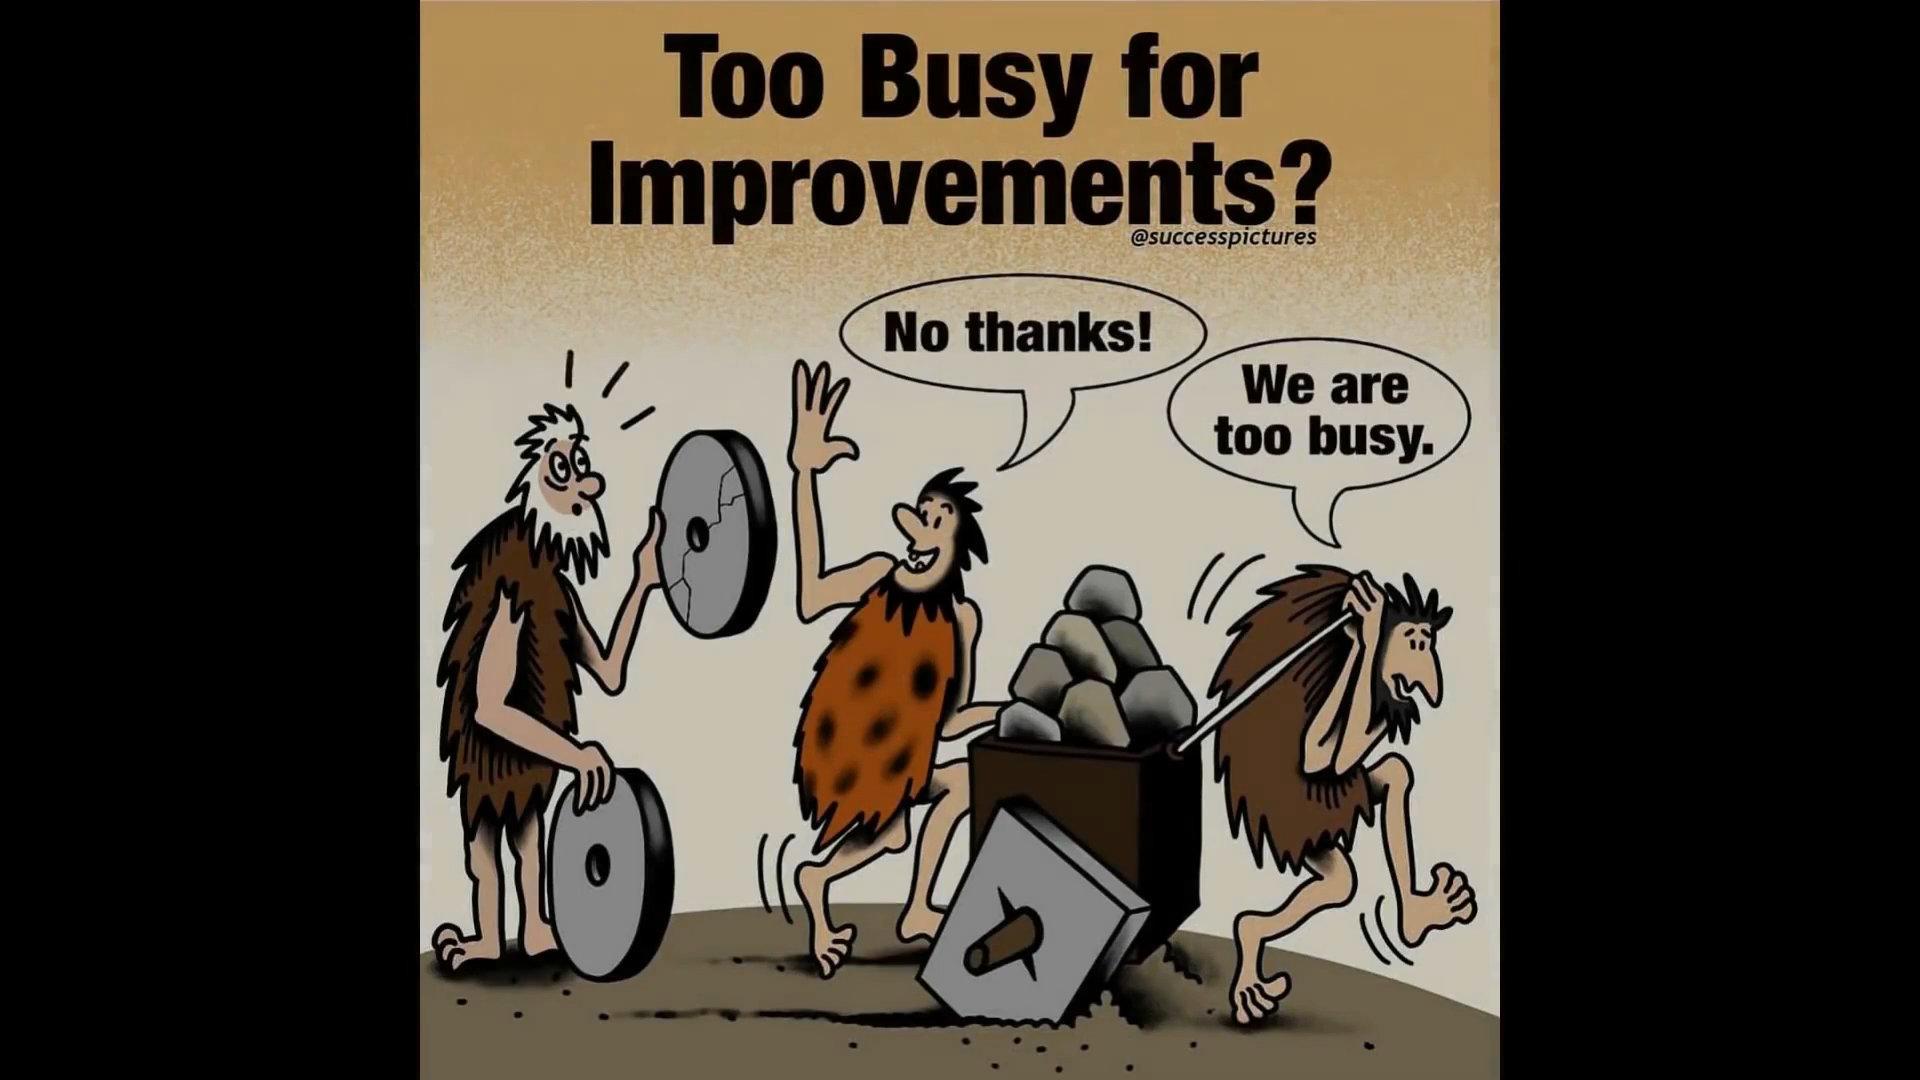 Too Busy for
Improvements?
@successpictures
No thanks!
We are
too busy.